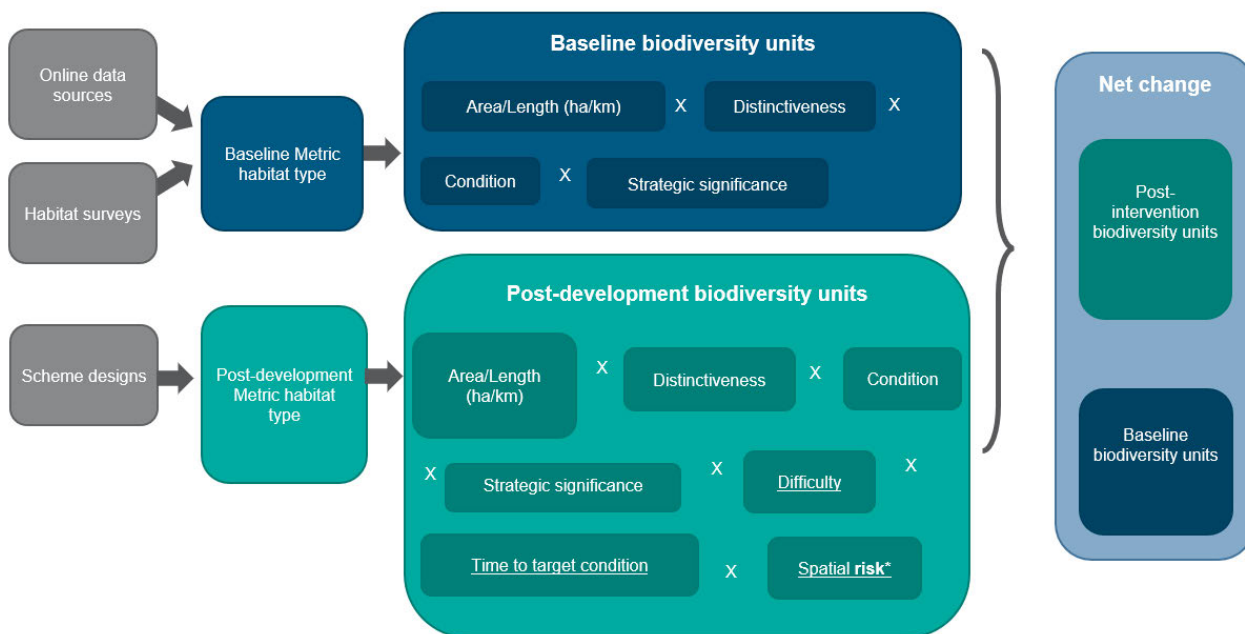 Online data
sources
Habitat surveys
Baseline Metric
habitat type
Baseline biodiversity units
Area/Length (ha/km) X Distinctiveness X
Condition X Strategic significance
Scheme designs
Post-development
Metric habitat
type
Post-development biodiversity units
Area/Length
(ha/km)
X Distinctiveness X Condition
X Strategic significance X Difficulty X
Time to target condition X Spatial risk*
Net change
Post-
intervention
biodiversity units
Baseline
biodiversity units